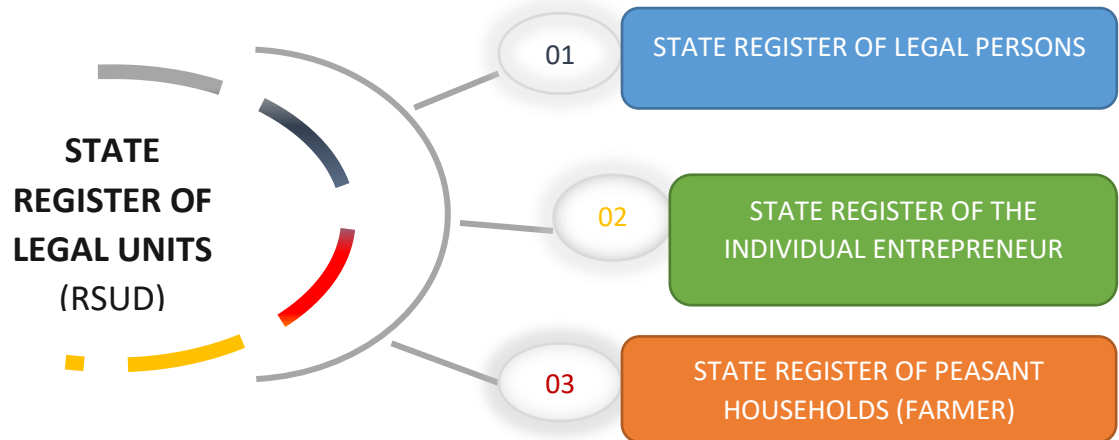 STATE
REGISTER OF
LEGAL UNITS
(RSUD)
01
STATE REGISTER OF LEGAL PERSONS
02
STATE REGISTER OF THE
INDIVIDUAL ENTREPRENEUR
03
STATE REGISTER OF PEASANT
HOUSEHOLDS (FARMER)